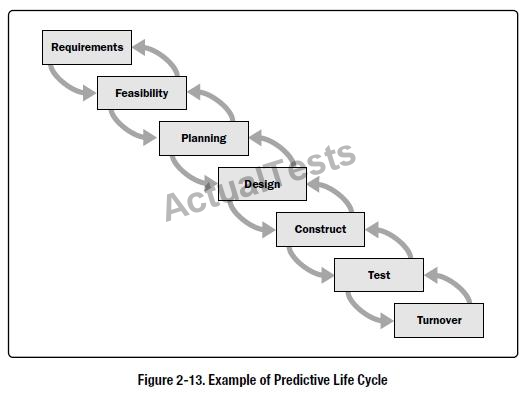 Requirements
Feasibility
Planning
ActualTests
Design
Construct
Test
Turnover
Figure 2-13. Example of Predictive Life Cycle